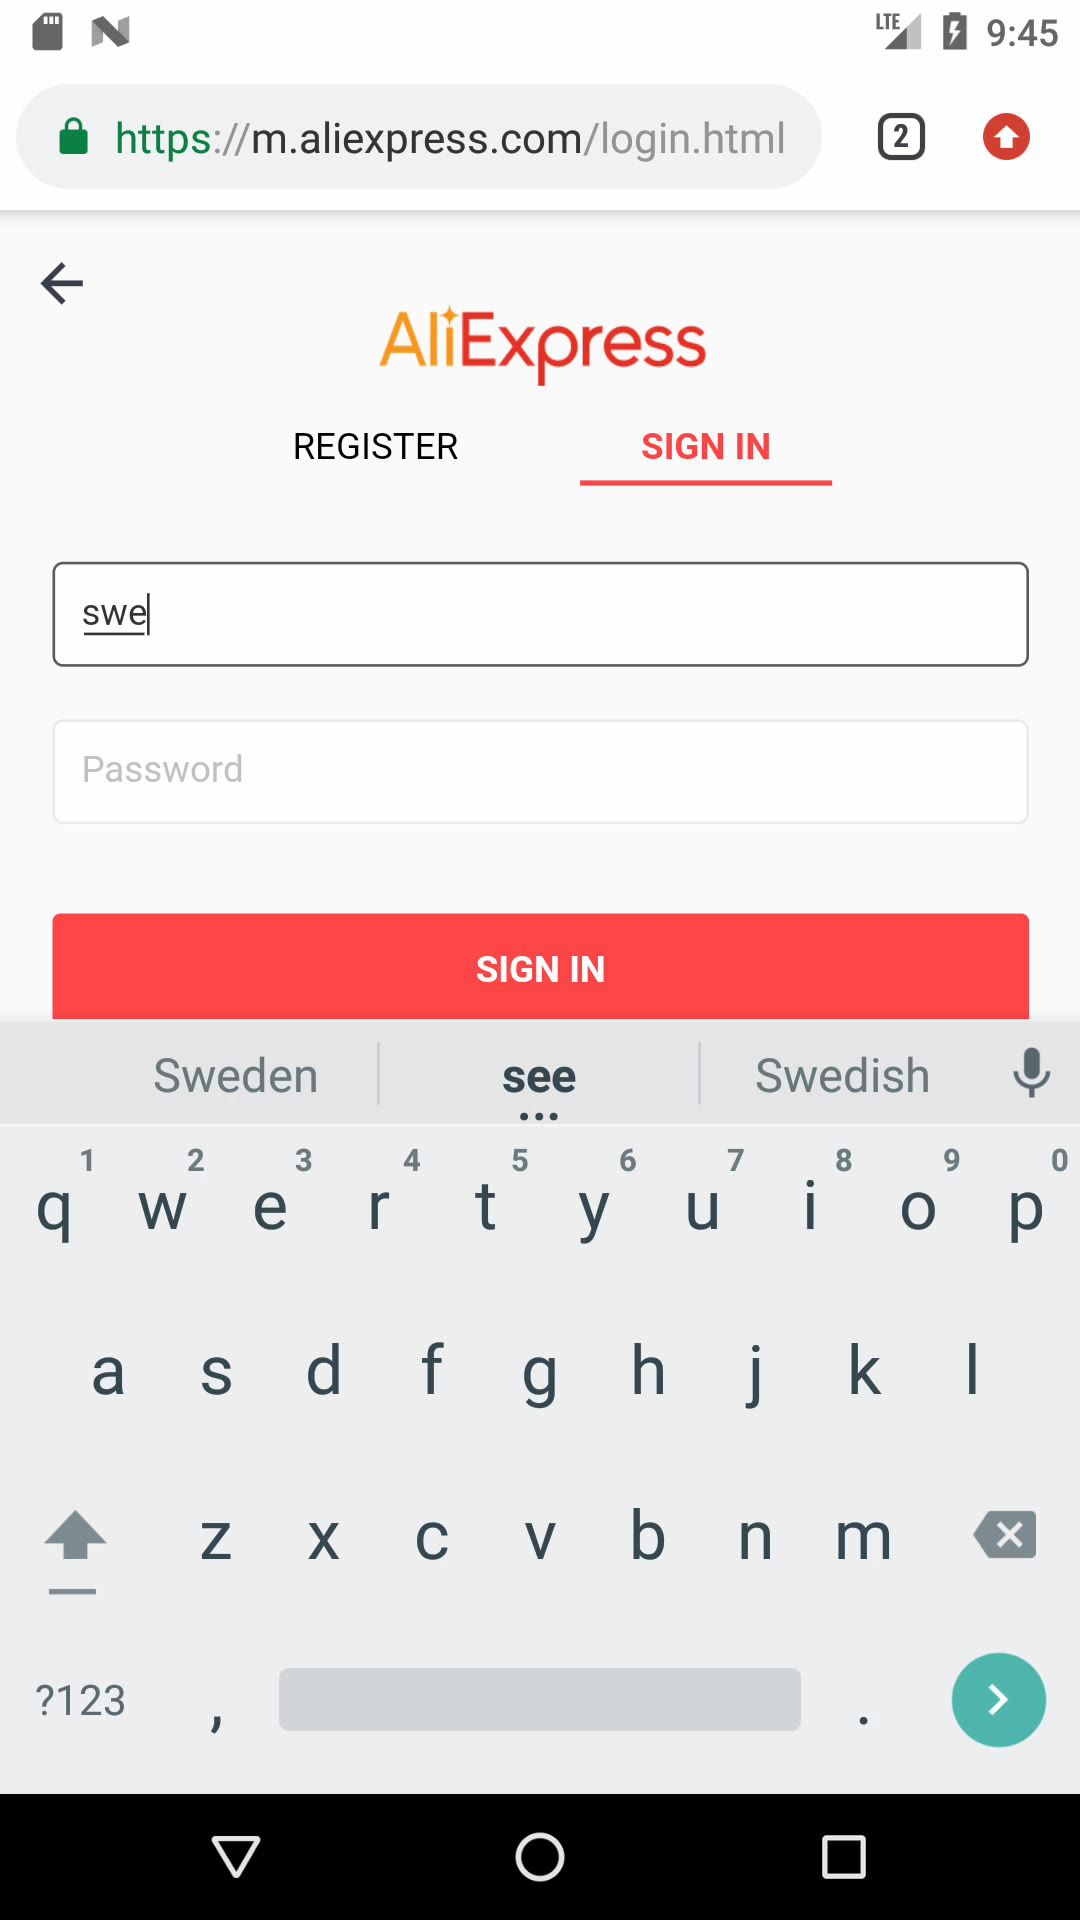 LTE 9:45
https://m.aliexpress.com/login.html 2
AliExpress
REGISTER SIGN IN
swe
Password
SIGN IN
Sweden see Swedish
1 2 3 4 5 6 7 8 9 0
q w e r t y u i o p
a s d f g h j k l
z x c v b n m
?123 , .